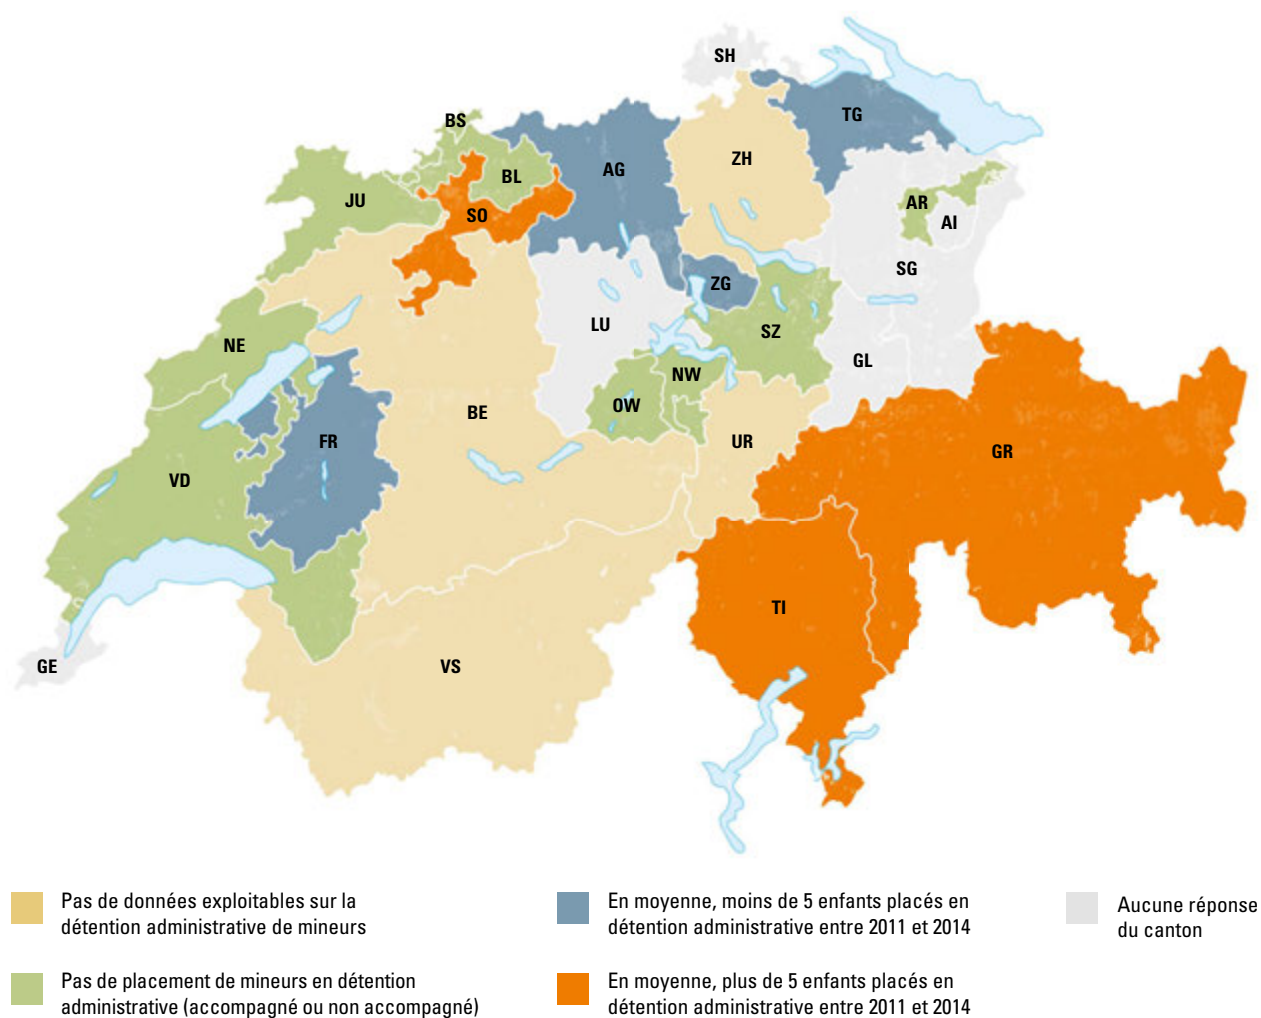 SH
BS
TG
ZH
AG
BL
JU
SO
AR
AI
SG
ZG
LU
SZ
NE
GL
NW
OW
BE
FR
UR
GR
VD
TI
GE
VS
Pas de données exploitables sur la
détention administrative de mineurs
Pas de placement de mineurs en détention
administrative (accompagné ou non accompagné)
En moyenne, moins de 5 enfants placés en
détention administrative entre 2011 et 2014
En moyenne, plus de 5 enfants placés en
détention administrative entre 2011 et 2014
Aucune réponse
du canton